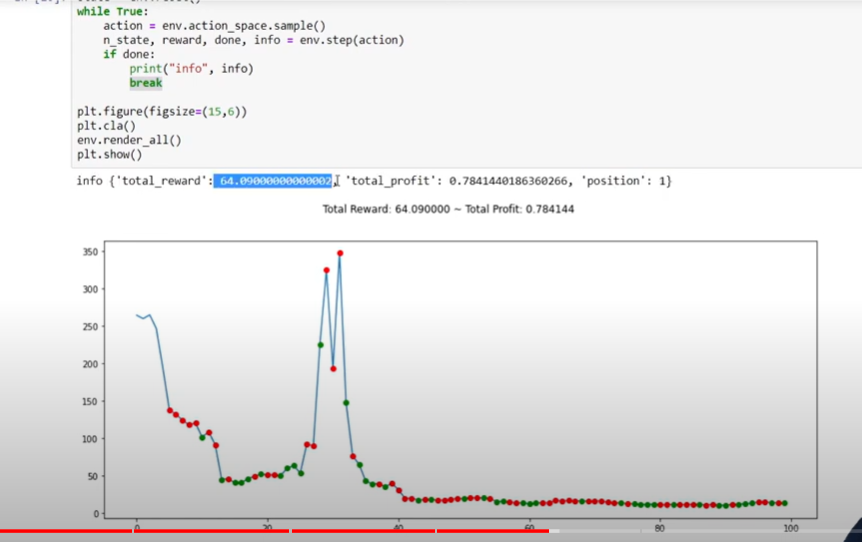 while True:
action = env.action_space.sample()
n_state, reward, done, info = env.step(action)
if done:
print("info", info)
break
plt.figure(figsize=(15,6))
plt.cla()
env.render_all()
plt.show()
info {'total_reward': 64.09000000000002, 'total_profit': 0.7841440186360266, 'position': 1}
Total Reward: 64.090000 ~ Total Profit: 0.784144
350
300
250
200
150
100
50
0
0 20 40 60 80 100